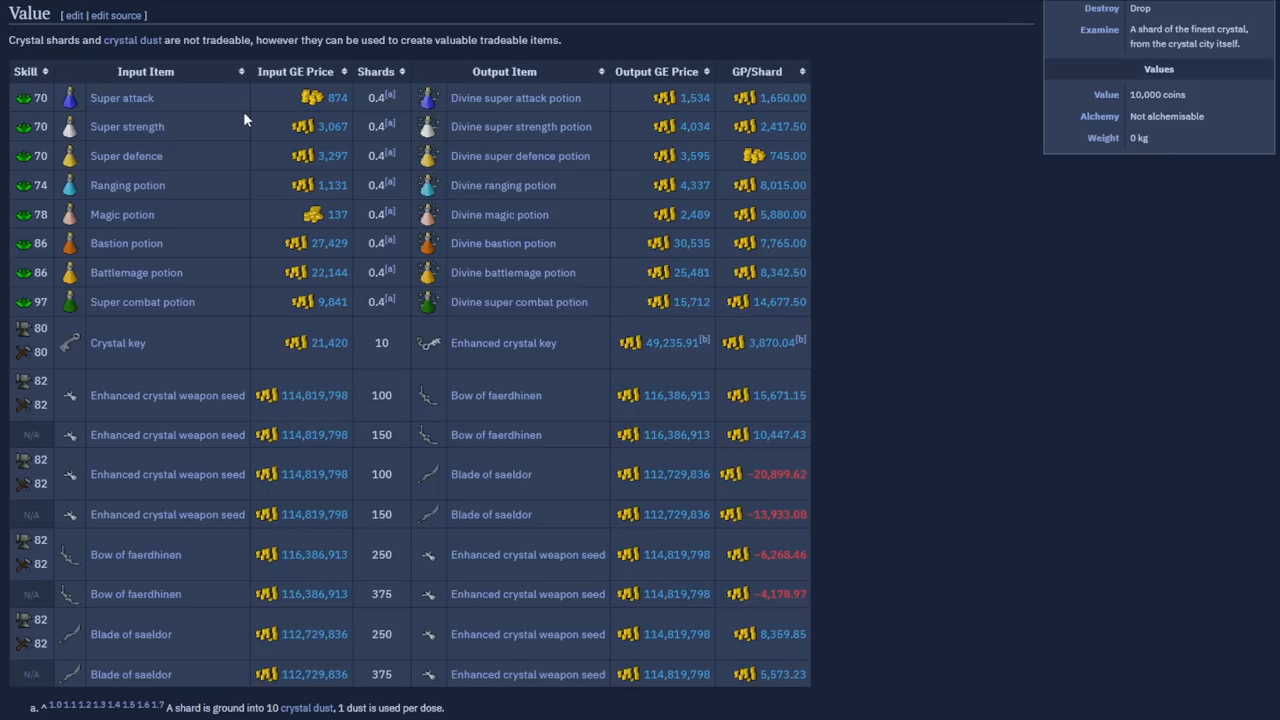 Value [ edit | edit source ]
Crystal shards and crystal dust are not tradeable, however they can be used to create valuable tradeable items.
Skill Input Item Input GE Price Shards Output Item Output GE Price GP/Shard
70 Super attack 874 0.4[a] Divine super attack potion 1,534 1,650.00
70 Super strength 3,067 0.4[a] Divine super strength potion 4,034 2,417.50
70 Super defence 3,297 0.4[a] Divine super defence potion 3,595 745.00
74 Ranging potion 1,131 0.4[a] Divine ranging potion 4,337 8,015.00
78 Magic potion 137 0.4[a] Divine magic potion 2,489 5,880.00
86 Bastion potion 27,429 0.4[a] Divine bastion potion 30,535 7,765.00
86 Battlemage potion 22,144 0.4[a] Divine battlemage potion 25,481 8,342.50
97 Super combat potion 9,841 0.4[a] Divine super combat potion 15,712 14,677.50
80
80 Crystal key 21,420 10 Enhanced crystal key 49,235.91[b] 3,870.04[b]
82
82 Enhanced crystal weapon seed 114,819,798 100 Bow of faerdhinen 116,386,913 15,671.15
N/A Enhanced crystal weapon seed 114,819,798 150 Bow of faerdhinen 116,386,913 10,447.43
82
82 Enhanced crystal weapon seed 114,819,798 100 Blade of saeldor 112,729,836 −20,899.62
N/A Enhanced crystal weapon seed 114,819,798 150 Blade of saeldor 112,729,836 −13,933.08
82
82 Bow of faerdhinen 116,386,913 250 Enhanced crystal weapon seed 114,819,798 −6,268.46
N/A Bow of faerdhinen 116,386,913 375 Enhanced crystal weapon seed 114,819,798 −4,178.97
82
82 Blade of saeldor 112,729,836 250 Enhanced crystal weapon seed 114,819,798 8,359.85
N/A Blade of saeldor 112,729,836 375 Enhanced crystal weapon seed 114,819,798 5,573.23
a. ^ 1.0 1.1 1.2 1.3 1.4 1.5 1.6 1.7 A shard is ground into 10 crystal dust, 1 dust is used per dose.
Destroy Drop
Examine A shard of the finest crystal,
from the crystal city itself.
Values
Value 10,000 coins
Alchemy Not alchemisable
Weight 0 kg